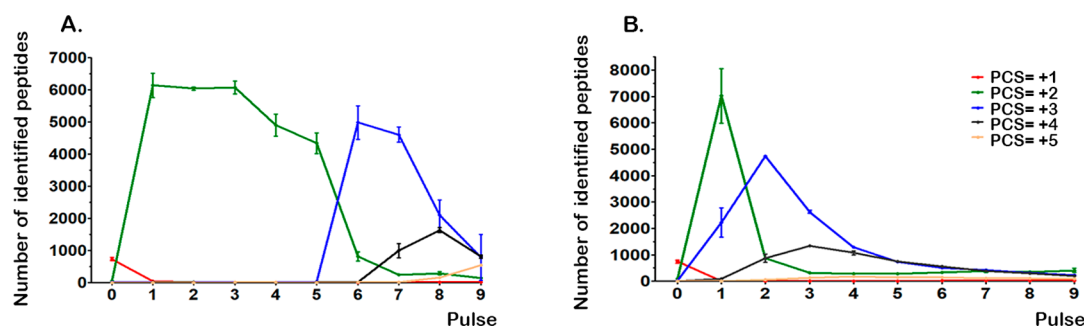 A.
Number of identified peptides
7000
6000
5000
4000
3000
2000
1000
0
0 1 2 3 4 5 6 7 8 9
Pulse
B.
Number of identified peptides
8000
7000
6000
5000
4000
3000
2000
1000
0
0 1 2 3 4 5 6 7 8 9
Pulse
PCS= +1
PCS= +2
PCS= +3
PCS= +4
PCS= +5